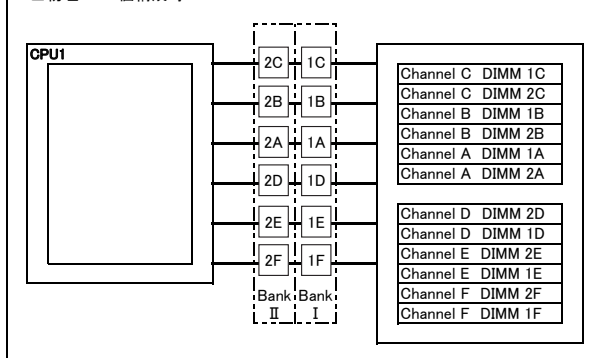 CPU1
2C 1C
2B 1B
2A 1A
2D 1D
2E 1E
2F 1F
Bank Bank
Ⅱ Ⅰ
Channel C DIMM 1C
Channel C DIMM 2C
Channel B DIMM 1B
Channel B DIMM 2B
Channel A DIMM 1A
Channel A DIMM 2A
Channel D DIMM 2D
Channel D DIMM 1D
Channel E DIMM 2E
Channel E DIMM 1E
Channel F DIMM 2F
Channel F DIMM 1F